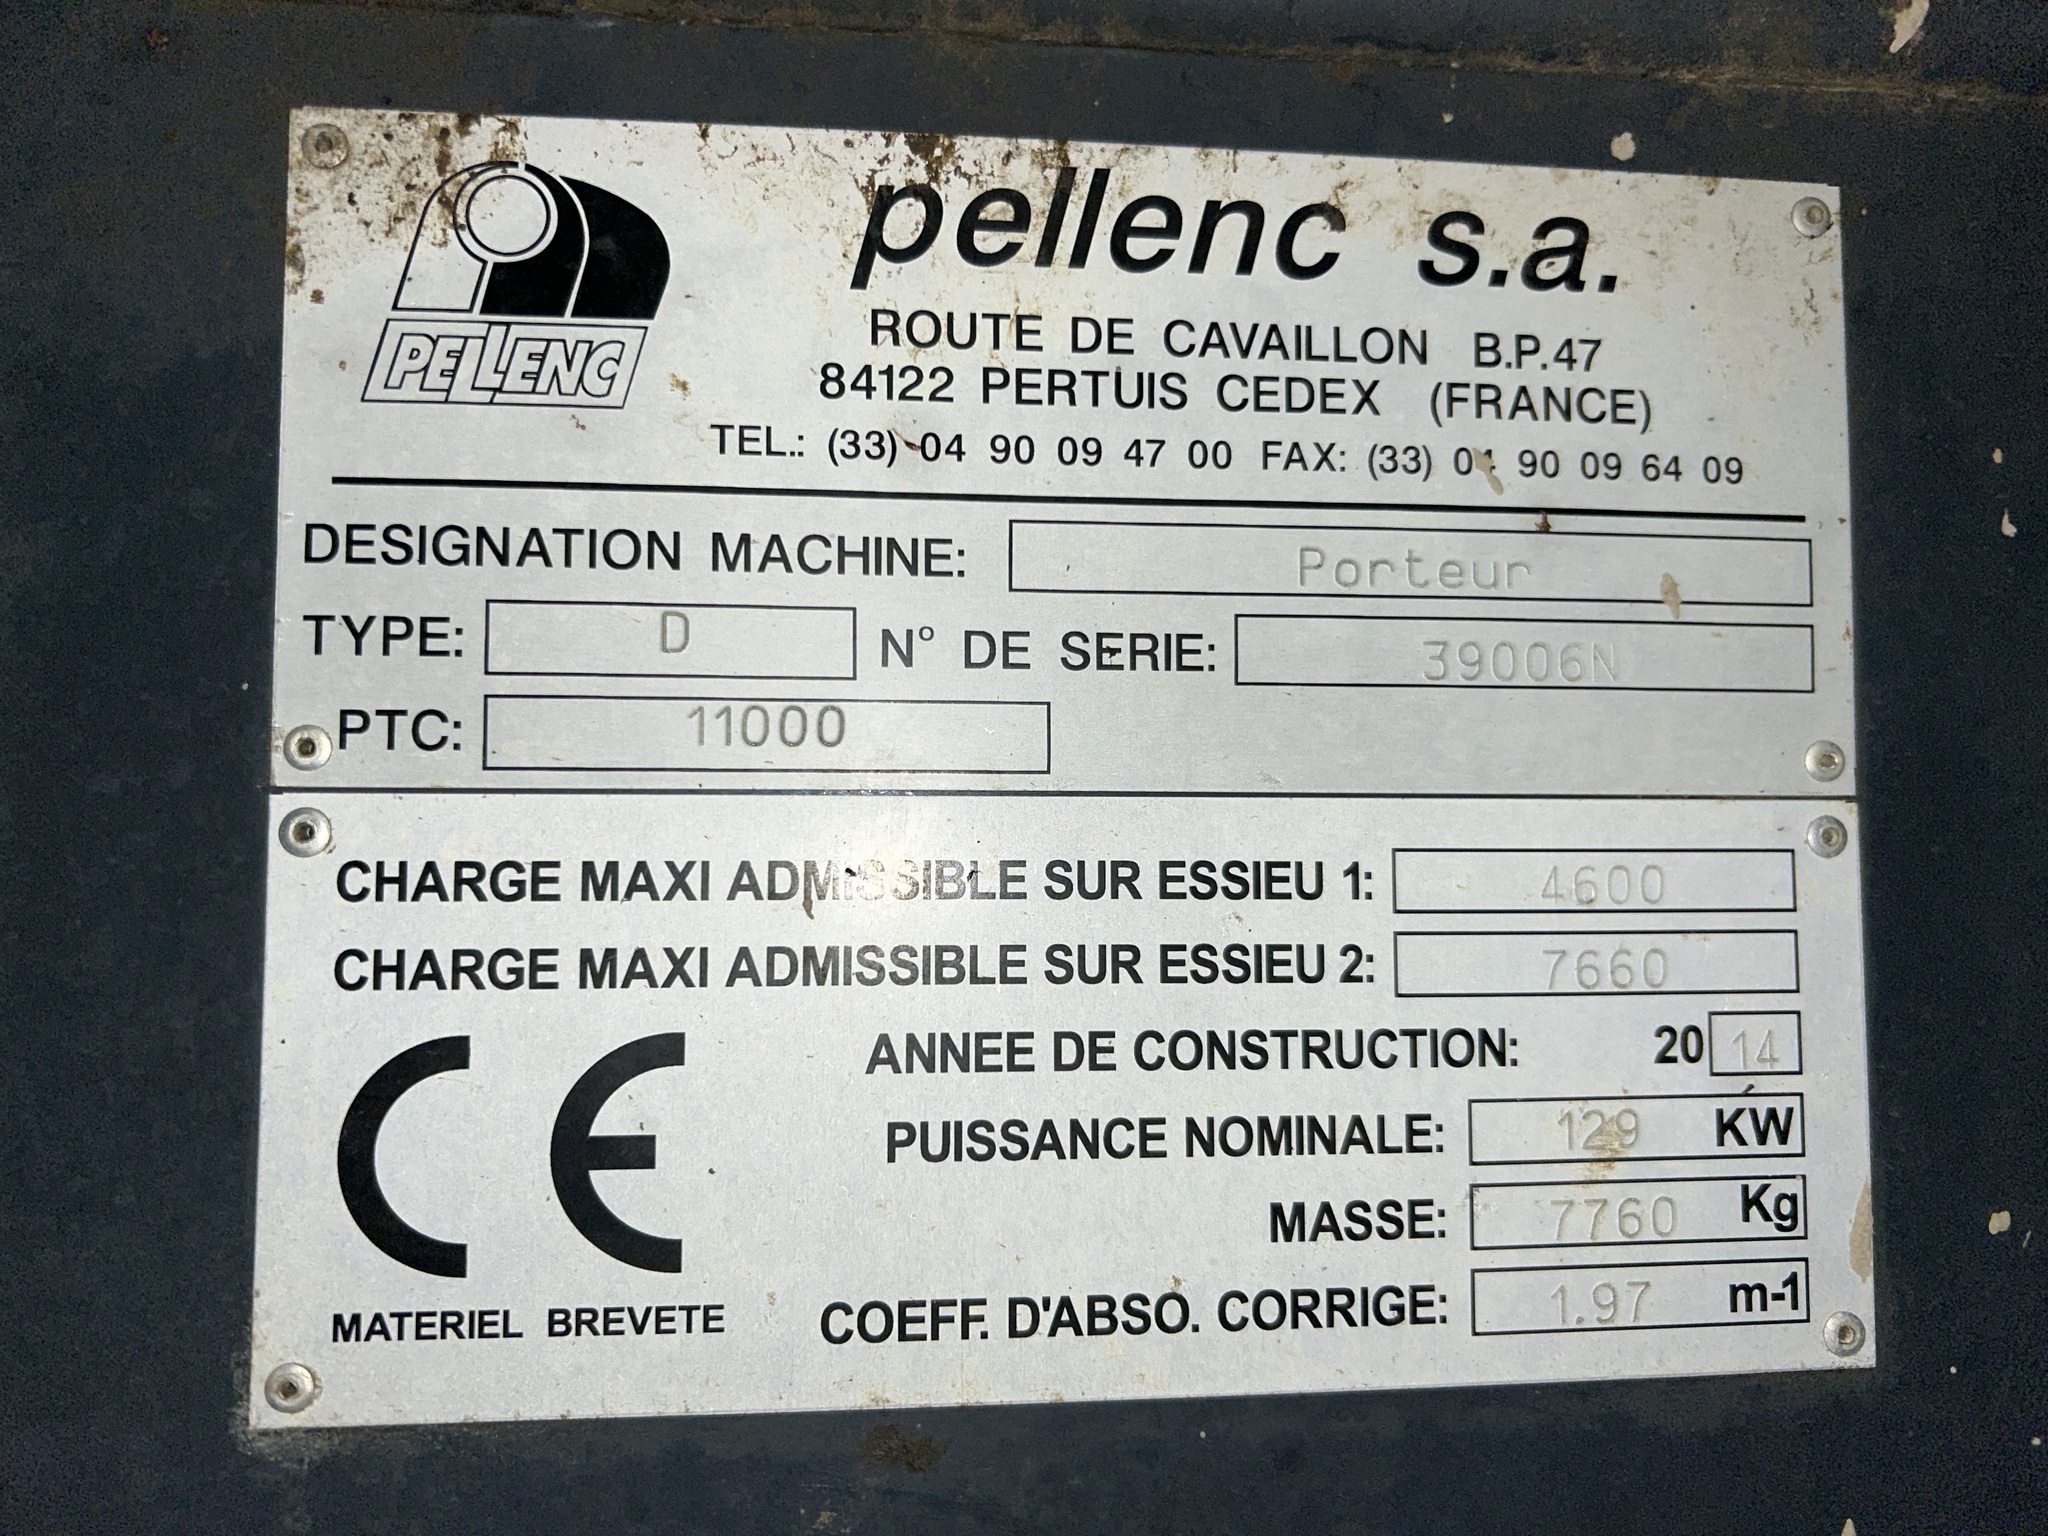 PELLENC
pellenc s.a.
ROUTE DE CAVAILLON B.P.47
84122 PERTUIS CEDEX (FRANCE)
TEL.: (33) 04 90 09 47 00 FAX: (33) 04 90 09 64 09
DESIGNATION MACHINE: Porteur
TYPE: D N° DE SERIE: 39006N
PTC: 11000
CHARGE MAXI ADMISSIBLE SUR ESSIEU 1: 4600
CHARGE MAXI ADMISSIBLE SUR ESSIEU 2: 7660
CE
ANNEE DE CONSTRUCTION: 2014
PUISSANCE NOMINALE: 129 KW
MASSE: 7760 Kg
COEFF. D'ABSO. CORRIGE: 1.97 m-1
MATERIEL BREVETE